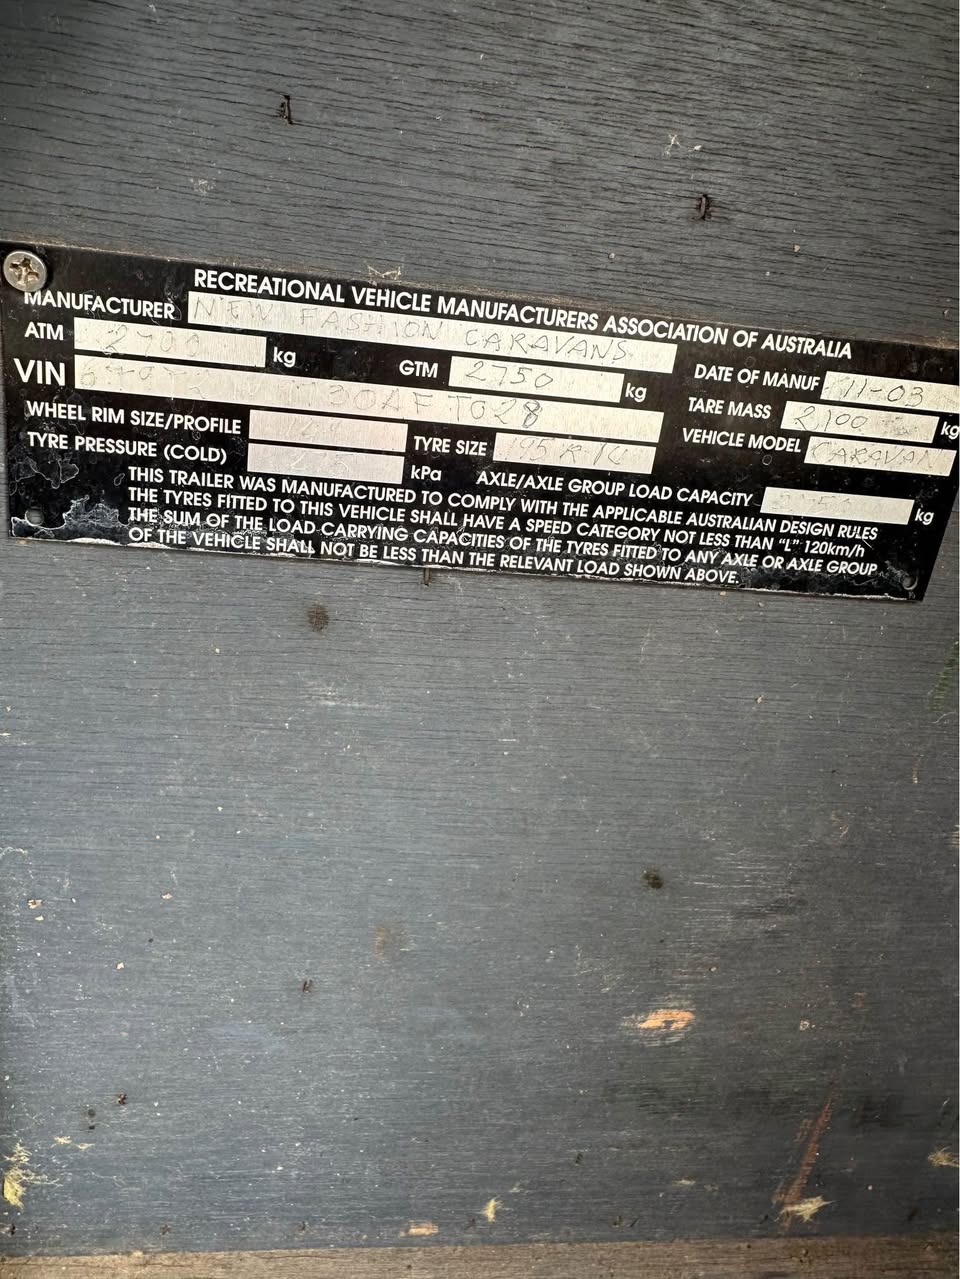 RECREATIONAL VEHICLE MANUFACTURERS ASSOCIATION OF AUSTRALIA
MANUFACTURER NEW FASHION CARAVANS
ATM kg GTM 2750 kg DATE OF MANUF 11-03
VIN TARE MASS 2,100 kg
WHEEL RIM SIZE/PROFILE TYRE SIZE 195 R 14 VEHICLE MODEL CARAVAN
TYRE PRESSURE (COLD) kPa AXLE/AXLE GROUP LOAD CAPACITY kg
THIS TRAILER WAS MANUFACTURED TO COMPLY WITH THE APPLICABLE AUSTRALIAN DESIGN RULES
THE TYRES FITTED TO THIS VEHICLE SHALL HAVE A SPEED CATEGORY NOT LESS THAN "L" 120km/h
THE SUM OF THE LOAD CARRYING CAPACITIES OF THE TYRES FITTED TO ANY AXLE OR AXLE GROUP
OF THE VEHICLE SHALL NOT BE LESS THAN THE RELEVANT LOAD SHOWN ABOVE.